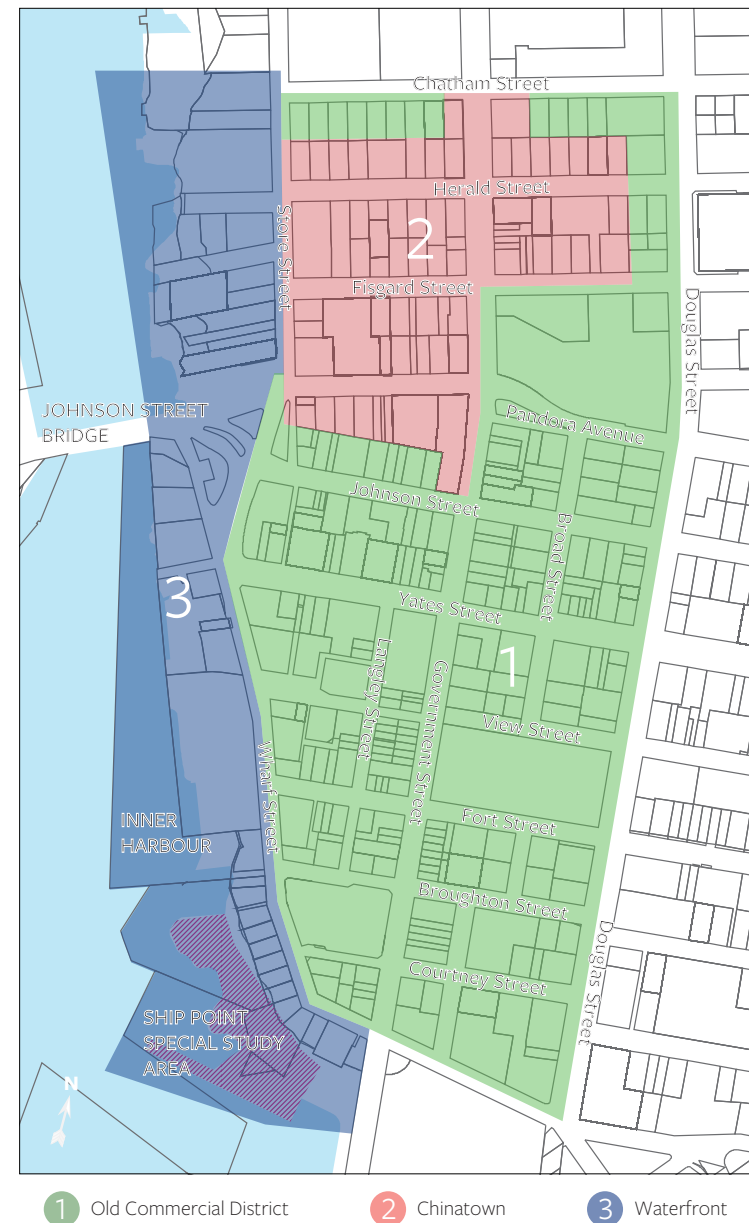 Chatham Street
Herald Street
Store Street
2
Fisgard Street
Douglas Street
JOHNSON STREET
BRIDGE
Pandora Avenue
Johnson Street
Broad Street
3
Yates Street
1
Langley Street
Government Street
View Street
Wharf Street
INNER
HARBOUR
Fort Street
Broughton Street
Douglas Street
Courtney Street
SHIP POINT
SPECIAL STUDY
AREA
N
1 Old Commercial District
2 Chinatown
3 Waterfront